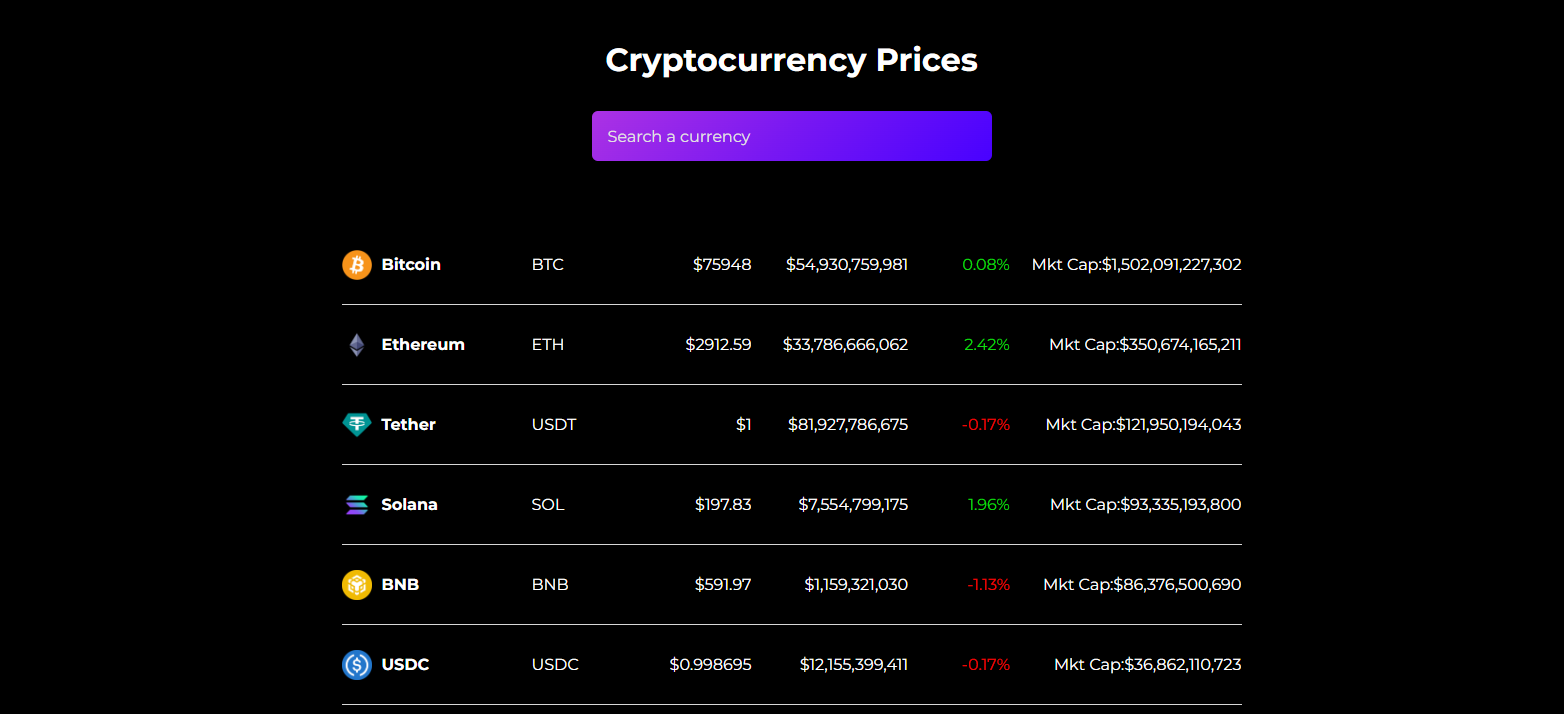 Cryptocurrency Prices
Search a currency
Bitcoin BTC $75948 $54,930,759,981 0.08% Mkt Cap:$1,502,091,227,302
Ethereum ETH $2912.59 $33,786,666,062 2.42% Mkt Cap:$350,674,165,211
Tether USDT $1 $81,927,786,675 -0.17% Mkt Cap:$121,950,194,043
Solana SOL $197.83 $7,554,799,175 1.96% Mkt Cap:$93,335,193,800
BNB BNB $591.97 $1,159,321,030 -1.13% Mkt Cap:$86,376,500,690
USDC USDC $0.998695 $12,155,399,411 -0.17% Mkt Cap:$36,862,110,723